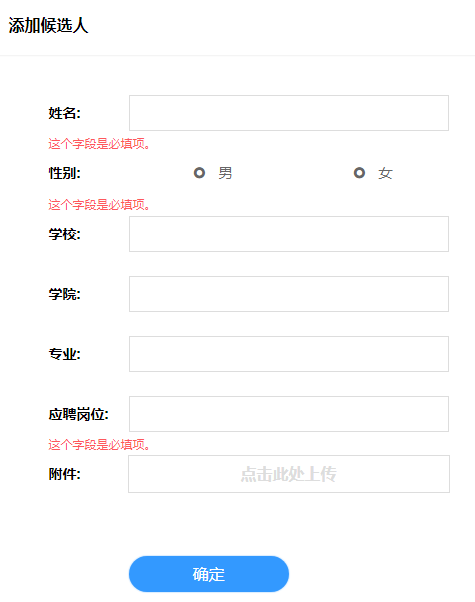 添加候选人
姓名:
这个字段是必填项。
性别: 男 女
这个字段是必填项。
学校:
学院:
专业:
应聘岗位:
这个字段是必填项。
附件: 点击此处上传
确定